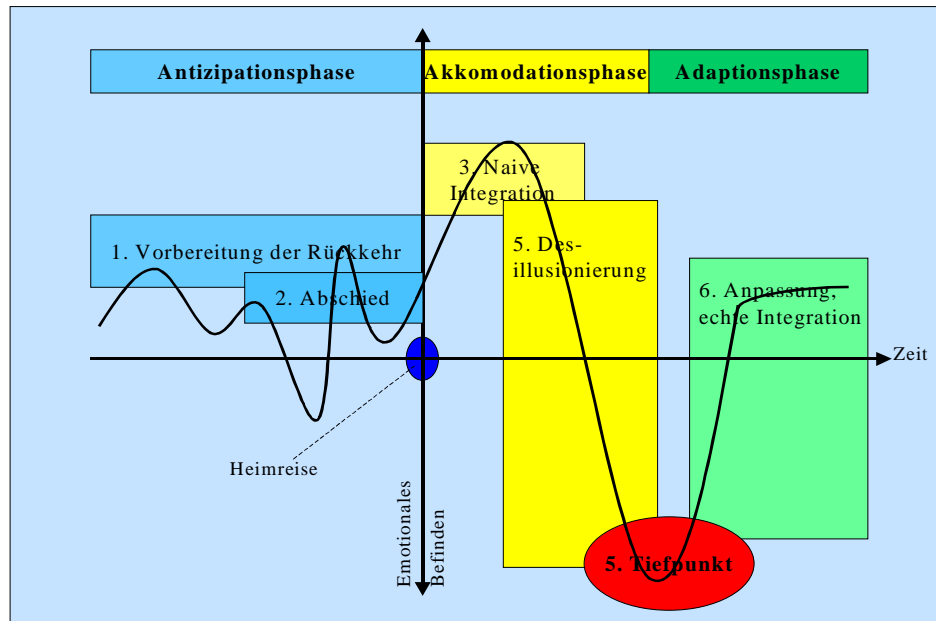 Antizipationsphase
Akkomodationsphase
Adaptionsphase
3. Naive
Integration
1. Vorbereitung der Rückkehr
2. Abschied
5. Des-
illusionierung
6. Anpassung,
echte Integration
Zeit
Heimreise
Emotionales
Befinden
5. Tiefpunkt